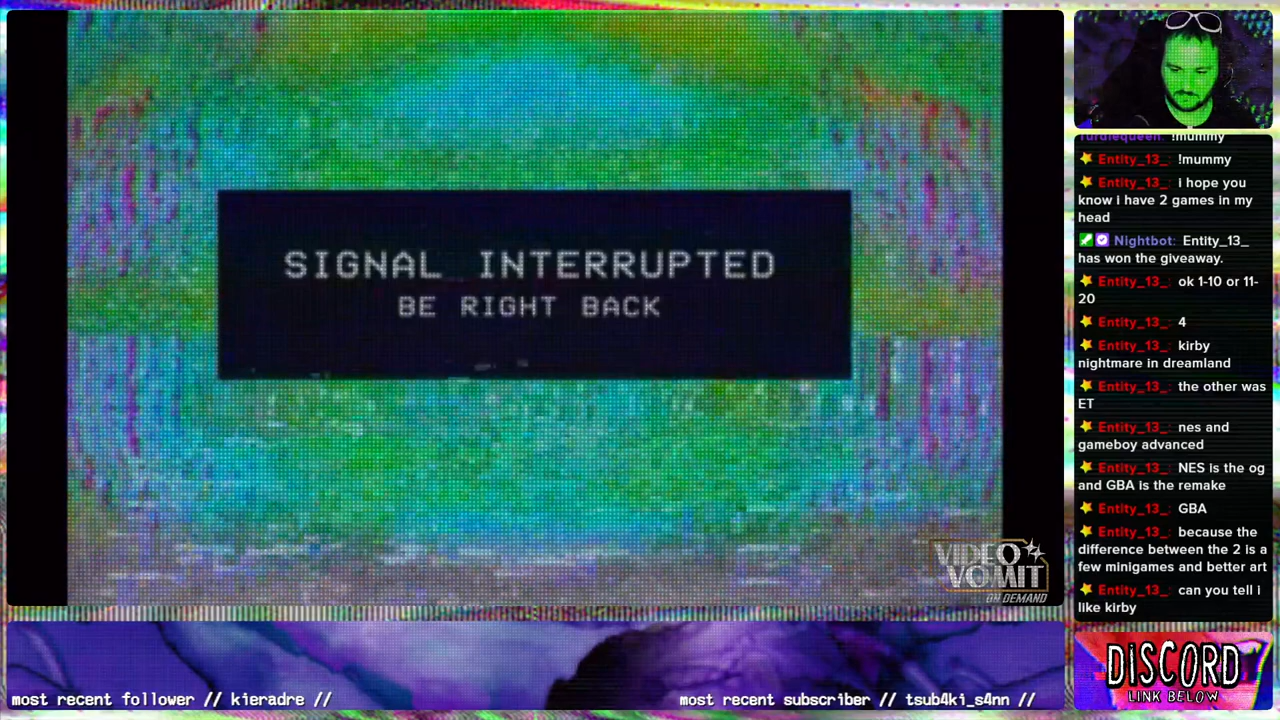 SIGNAL INTERRUPTED
BE RIGHT BACK
VIDEO
VOMIT
ON DEMAND
Turdlequeen: !mummy
Entity_13_: !mummy
Entity_13_: i hope you
know i have 2 games in my
head
Nightbot: Entity_13_
has won the giveaway.
Entity_13_: ok 1-10 or 11-
20
Entity_13_: 4
Entity_13_: kirby
nightmare in dreamland
Entity_13_: the other was
ET
Entity_13_: nes and
gameboy advanced
Entity_13_: NES is the og
and GBA is the remake
Entity_13_: GBA
Entity_13_: because the
difference between the 2 is a
few minigames and better art
Entity_13_: can you tell I
like kirby
DISCORD
LINK BELOW
most recent follower // kieradre //
most recent subscriber // tsub4ki_s4nn //